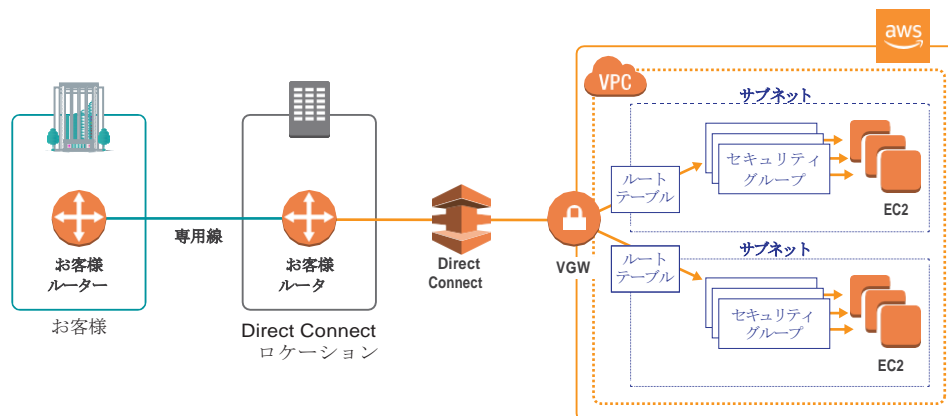 aws
VPC
サブネット
ルート
テーブル
セキュリティ
グループ
EC2
お客様
ルーター
お客様
専用線
お客様
ルータ
Direct Connect
ロケーション
Direct
Connect
VGW
サブネット
ルート
テーブル
セキュリティ
グループ
EC2